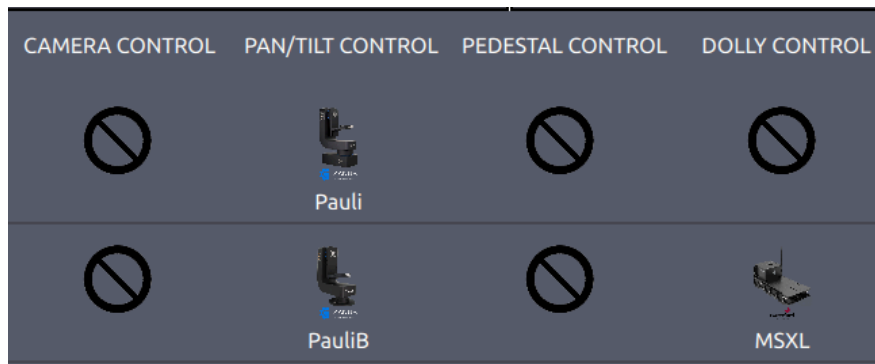 CAMERA CONTROL PAN/TILT CONTROL PEDESTAL CONTROL DOLLY CONTROL
Pauli
PauliB MSXL